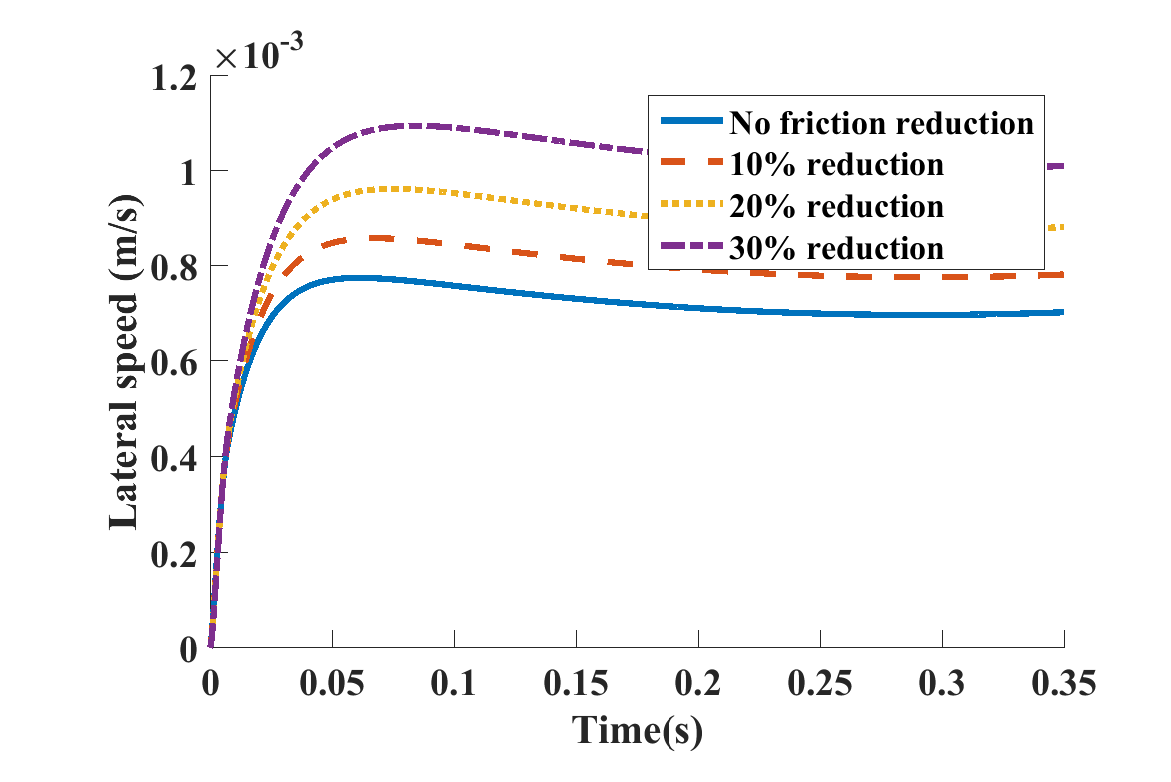 ×10-3
1.2
1
0.8
0.6
0.4
0.2
0
Lateral speed (m/s)
No friction reduction
10% reduction
20% reduction
30% reduction
0 0.05 0.1 0.15 0.2 0.25 0.3 0.35
Time(s)